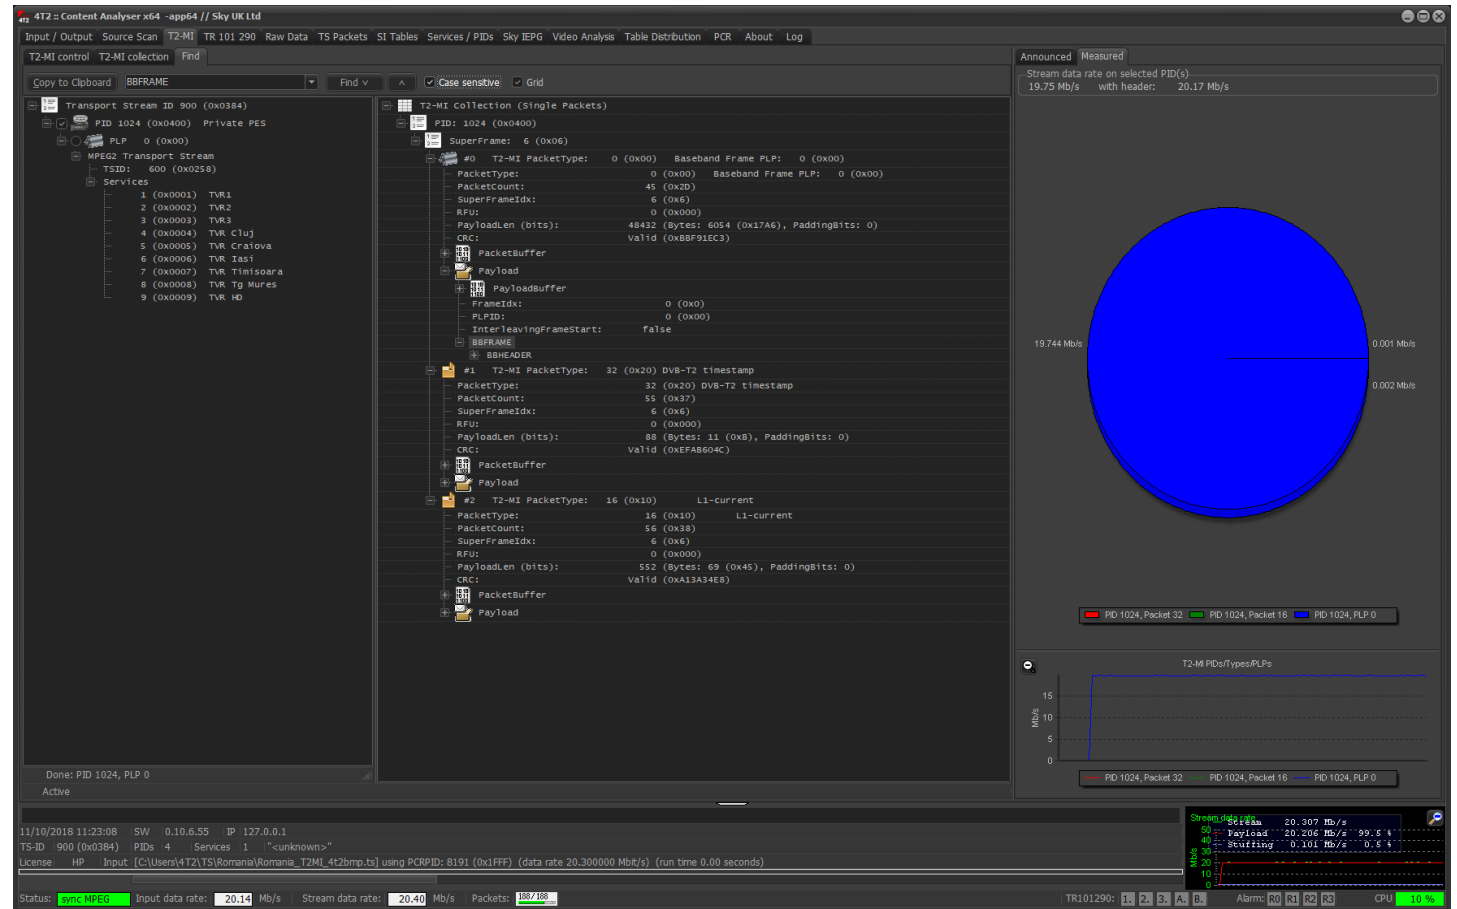 4T2 :: Content Analyser x64 -app64 // Sky UK Ltd
Input / Output Source Scan T2-MI TR 101 290 Raw Data TS Packets SI Tables Services / PIDs Sky IEPG Video Analysis Table Distribution PCR About Log
T2-MI control T2-MI collection Find
Copy to Clipboard BBFRAME Find v ^ Case sensitive Grid
Transport Stream ID 900 (0x0384)
PID 1024 (0x0400) Private PES
PLP 0 (0x00)
MPEG2 Transport Stream
TSID: 600 (0x0258)
Services
1 (0x0001) TVR1
2 (0x0002) TVR2
3 (0x0003) TVR3
4 (0x0004) TVR Cluj
5 (0x0005) TVR Craiova
6 (0x0006) TVR Iasi
7 (0x0007) TVR Timisoara
8 (0x0008) TVR Tg Mures
9 (0x0009) TVR HD
Done: PID 1024, PLP 0
Active
T2-MI Collection (Single Packets)
PID: 1024 (0x0400)
SuperFrame: 6 (0x06)
#0 T2-MI PacketType: 0 (0x00) Baseband Frame PLP: 0 (0x00)
PacketType: 0 (0x00) Baseband Frame PLP: 0 (0x00)
PacketCount: 45 (0x2D)
SuperFrameIdx: 6 (0x6)
RFU: 0 (0x000)
PayloadLen (bits): 48432 (Bytes: 6054 (0x17A6), PaddingBits: 0)
CRC: Valid (0xBBF91EC3)
PacketBuffer
Payload
PayloadBuffer
FrameIdx: 0 (0x0)
PLPID: 0 (0x00)
InterleavingFrameStart: false
BBFRAME
BBHEADER
#1 T2-MI PacketType: 32 (0x20) DVB-T2 timestamp
PacketType: 32 (0x20) DVB-T2 timestamp
PacketCount: 55 (0x37)
SuperFrameIdx: 6 (0x6)
RFU: 0 (0x000)
PayloadLen (bits): 88 (Bytes: 11 (0xB), PaddingBits: 0)
CRC: Valid (0xEFAB604C)
PacketBuffer
Payload
#2 T2-MI PacketType: 16 (0x10) L1-current
PacketType: 16 (0x10) L1-current
PacketCount: 56 (0x38)
SuperFrameIdx: 6 (0x6)
RFU: 0 (0x000)
PayloadLen (bits): 552 (Bytes: 69 (0x45), PaddingBits: 0)
CRC: Valid (0xA13A34E8)
PacketBuffer
Payload
Announced Measured
Stream data rate on selected PID(s)
19.75 Mb/s with header: 20.17 Mb/s
19.744 Mb/s
0.001 Mb/s
0.002 Mb/s
PID 1024, Packet 32 PID 1024, Packet 16 PID 1024, PLP 0
T2-MI PIDs/Types/PLPs
Mb/s
15
10
5
0
PID 1024, Packet 32 PID 1024, Packet 16 PID 1024, PLP 0
11/10/2018 11:23:08 SW 0.10.6.55 IP 127.0.0.1
TS-ID 900 (0x0384) PIDs 4 Services 1 "<unknown>"
License HP Input [C:\Users\4T2\TS\Romania\Romania_T2MI_4t2bmp.ts] using PCRPID: 8191 (0x1FFF) (data rate 20.300000 Mbit/s) (run time 0.00 seconds)
Stream data rate
Stream 20.307 Mb/s
Payload 20.206 Mb/s 99.5 %
Stuffing 0.101 Mb/s 0.5 %
Mb/s
50
40
30
20
10
0
Status: sync MPEG Input data rate: 20.14 Mb/s Stream data rate: 20.40 Mb/s Packets: 188/188 TR101290: 1. 2. 3. A. B. Alarm: R0 R1 R2 R3 CPU 10 %